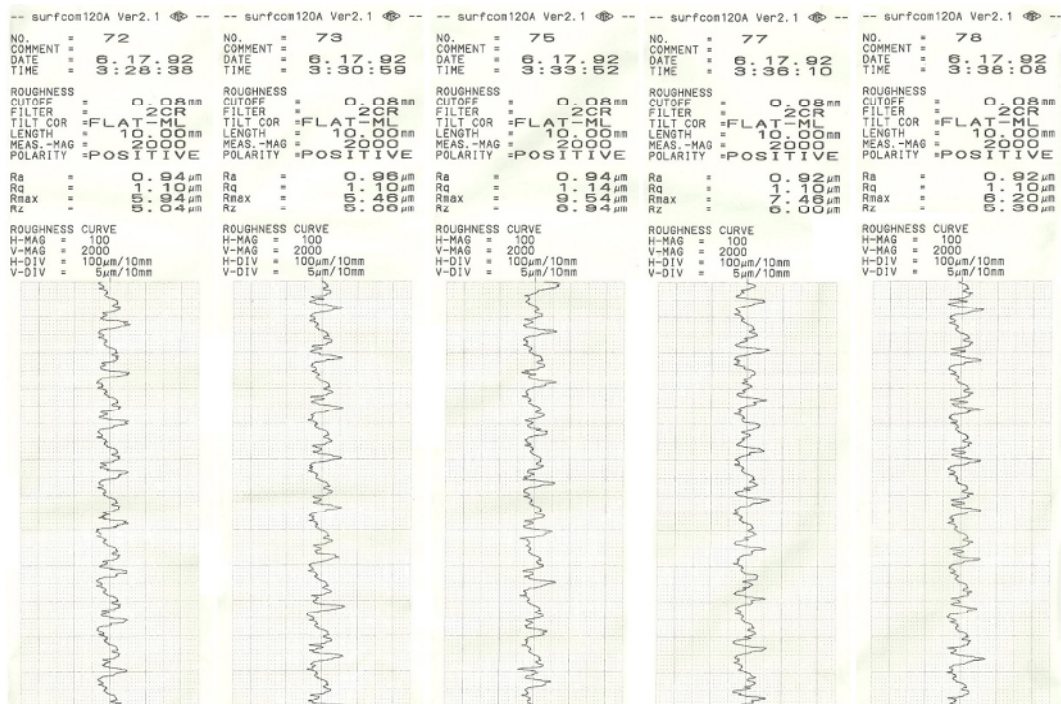 -- surfcom120A Ver2.1 --
NO. = 72
COMMENT =
DATE = 6. 17. 92
TIME = 3:28:38
ROUGHNESS
CUTOFF = 0. 08mm
FILTER = 2CR
TILT COR =FLAT-ML
LENGTH = 10. 00mm
MEAS.-MAG = 2000
POLARITY =POSITIVE
Ra = 0. 94μm
Rq = 1. 10μm
Rmax = 5. 94μm
Rz = 5. 04μm
ROUGHNESS CURVE
H-MAG = 100
V-MAG = 2000
H-DIV = 100μm/10mm
V-DIV = 5μm/10mm
-- surfcom120A Ver2.1 --
NO. = 73
COMMENT =
DATE = 6. 17. 92
TIME = 3:30:59
ROUGHNESS
CUTOFF = 0. 08mm
FILTER = 2CR
TILT COR =FLAT-ML
LENGTH = 10. 00mm
MEAS.-MAG = 2000
POLARITY =POSITIVE
Ra = 0. 96μm
Rq = 1. 10μm
Rmax = 5. 46μm
Rz = 5. 06μm
ROUGHNESS CURVE
H-MAG = 100
V-MAG = 2000
H-DIV = 100μm/10mm
V-DIV = 5μm/10mm
-- surfcom120A Ver2.1 --
NO. = 75
COMMENT =
DATE = 6. 17. 92
TIME = 3:33:52
ROUGHNESS
CUTOFF = 0. 08mm
FILTER = 2CR
TILT COR =FLAT-ML
LENGTH = 10. 00mm
MEAS.-MAG = 2000
POLARITY =POSITIVE
Ra = 0. 94μm
Rq = 1. 14μm
Rmax = 9. 54μm
Rz = 6. 94μm
ROUGHNESS CURVE
H-MAG = 100
V-MAG = 2000
H-DIV = 100μm/10mm
V-DIV = 5μm/10mm
-- surfcom120A Ver2.1 --
NO. = 77
COMMENT =
DATE = 6. 17. 92
TIME = 3:36:10
ROUGHNESS
CUTOFF = 0. 08mm
FILTER = 2CR
TILT COR =FLAT-ML
LENGTH = 10. 00mm
MEAS.-MAG = 2000
POLARITY =POSITIVE
Ra = 0. 92μm
Rq = 1. 10μm
Rmax = 7. 46μm
Rz = 6. 00μm
ROUGHNESS CURVE
H-MAG = 100
V-MAG = 2000
H-DIV = 100μm/10mm
V-DIV = 5μm/10mm
-- surfcom120A Ver2.1 --
NO. = 78
COMMENT =
DATE = 6. 17. 92
TIME = 3:38:08
ROUGHNESS
CUTOFF = 0. 08mm
FILTER = 2CR
TILT COR =FLAT-ML
LENGTH = 10. 00mm
MEAS.-MAG = 2000
POLARITY =POSITIVE
Ra = 0. 92μm
Rq = 1. 10μm
Rmax = 6. 20μm
Rz = 5. 36μm
ROUGHNESS CURVE
H-MAG = 100
V-MAG = 2000
H-DIV = 100μm/10mm
V-DIV = 5μm/10mm